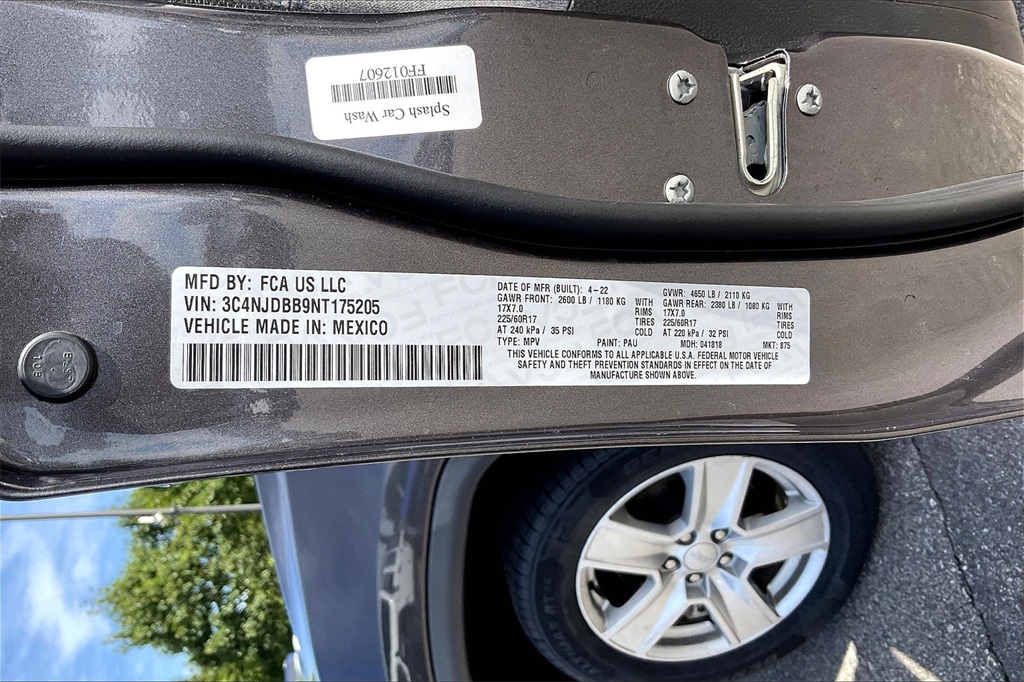 Splash Car Wash
FF012607
MFD BY: FCA US LLC
VIN: 3C4NJDBB9NT175205
VEHICLE MADE IN: MEXICO
DATE OF MFR (BUILT): 4-22
GVWR: 4650 LB / 2110 KG
GAWR FRONT: 2600 LB / 1180 KG WITH
GAWR REAR: 2380 LB / 1080 KG WITH
17X7.0 RIMS
17X7.0 RIMS
225/60R17 TIRES
225/60R17 TIRES
AT 240 kPa / 35 PSI COLD
AT 220 kPa / 32 PSI COLD
TYPE: MPV PAINT: PAU MDH: 041818 MKT: 875
THIS VEHICLE CONFORMS TO ALL APPLICABLE U.S.A. FEDERAL MOTOR VEHICLE
SAFETY AND THEFT PREVENTION STANDARDS IN EFFECT ON THE DATE OF
MANUFACTURE SHOWN ABOVE.